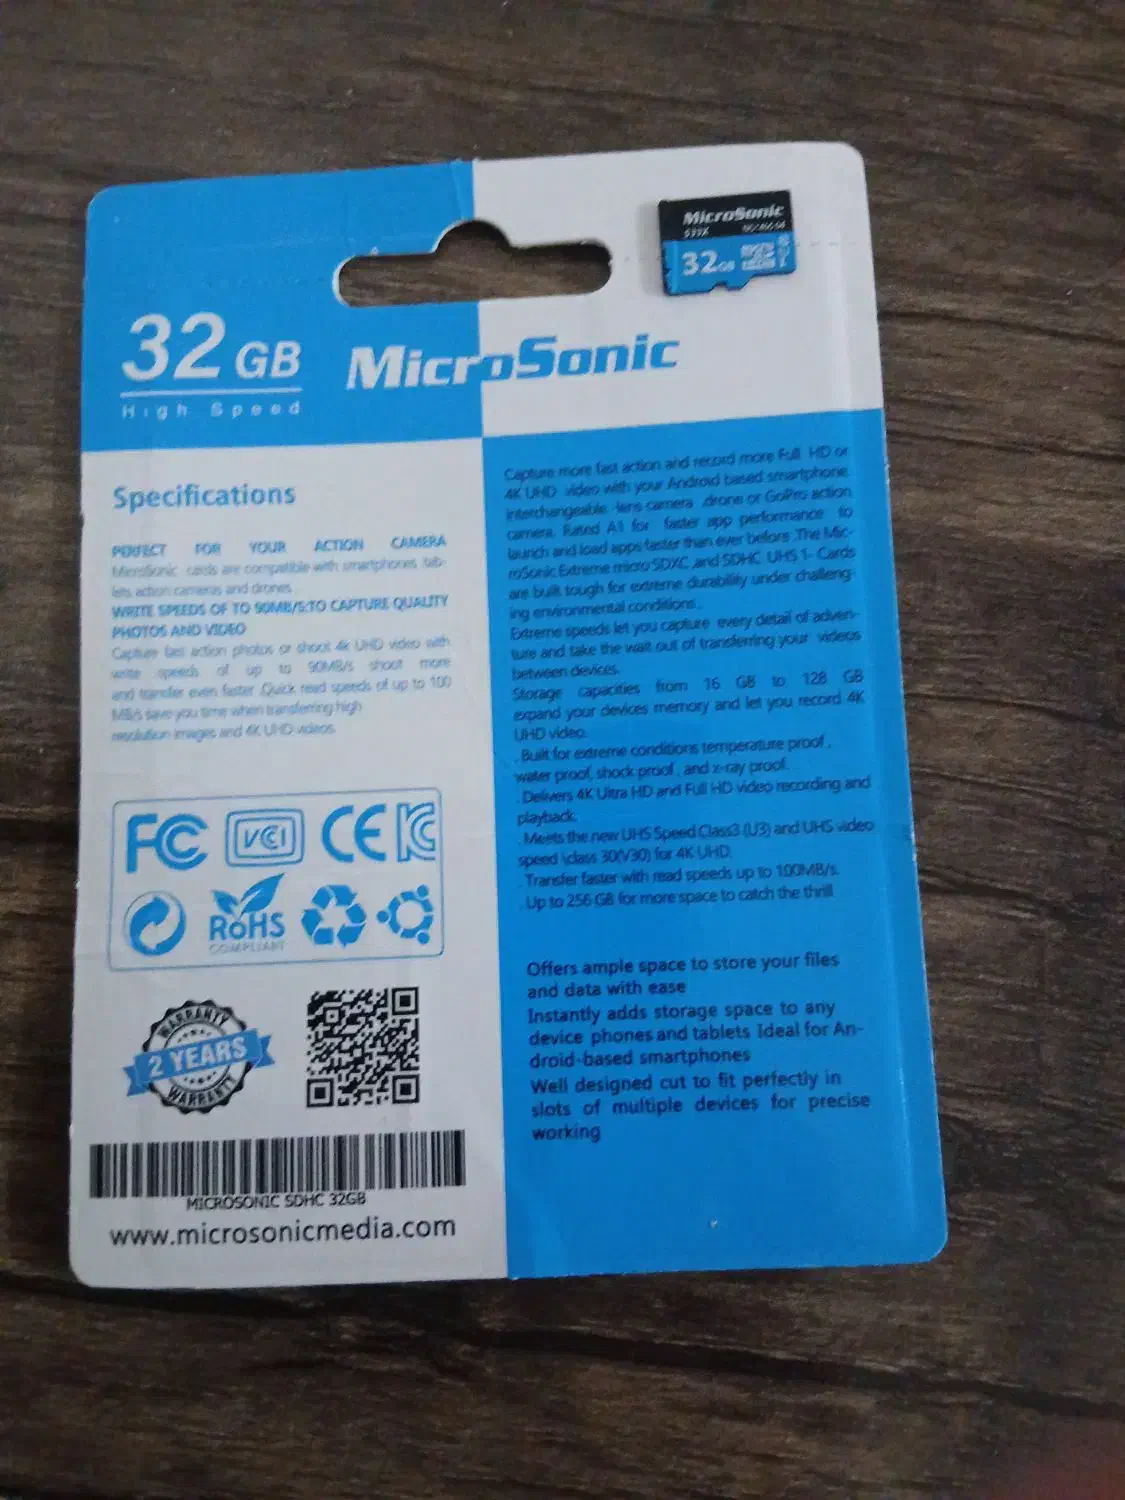 MicroSonic
533X
32GB
32 GB
High Speed
MicroSonic
Specifications
PERFECT FOR YOUR ACTION CAMERA
MicroSonic cards are compatible with smartphones ,tab-
lets action cameras and drones .
WRITE SPEEDS OF TO 90MB/S:TO CAPTURE QUALITY
PHOTOS AND VIDEO
Capture fast action photos or shoot 4k UHD video with
write speeds of up to 90MB/s shoot more
and transfer even faster .Quick read speeds of up to 100
MB/s save you time when transferring high
resolution images and 4K UHD videos.
FC VCI CE KC
RoHS
COMPLIANT
WARRANTY
2 YEARS
WARRANTY
MICROSONIC SDHC 32GB
www.microsonicmedia.com
Capture more fast action and record more Full HD or
4K UHD video with your Android based smartphone
interchangeable -lens camera ,drone or GoPro action
camera. Rated A1 for faster app performance to
launch and load apps faster than ever before .The Mic-
roSonic Extreme micro SDXC and SDHC UHS 1- Cards
are built tough for extreme durability under challeng-
ing environmental conditions .
Extreme speeds let you capture every detail of adven-
ture and take the wait out of transferring your videos
between devices.
Storage capacities from 16 GB to 128 GB
expand your devices memory and let you record 4K
UHD video.
. Built for extreme conditions temperature proof ,
water proof, shock proof , and x-ray proof.
. Delivers 4K Ultra HD and Full HD video recording and
playback.
. Meets the new UHS Speed Class3 (U3) and UHS video
speed \class 30(V30) for 4K UHD.
. Transfer faster with read speeds up to 100MB/s.
. Up to 256 GB for more space to catch the thrill
Offers ample space to store your files
and data with ease
Instantly adds storage space to any
device phones and tablets Ideal for An-
droid-based smartphones
Well designed cut to fit perfectly in
slots of multiple devices for precise
working